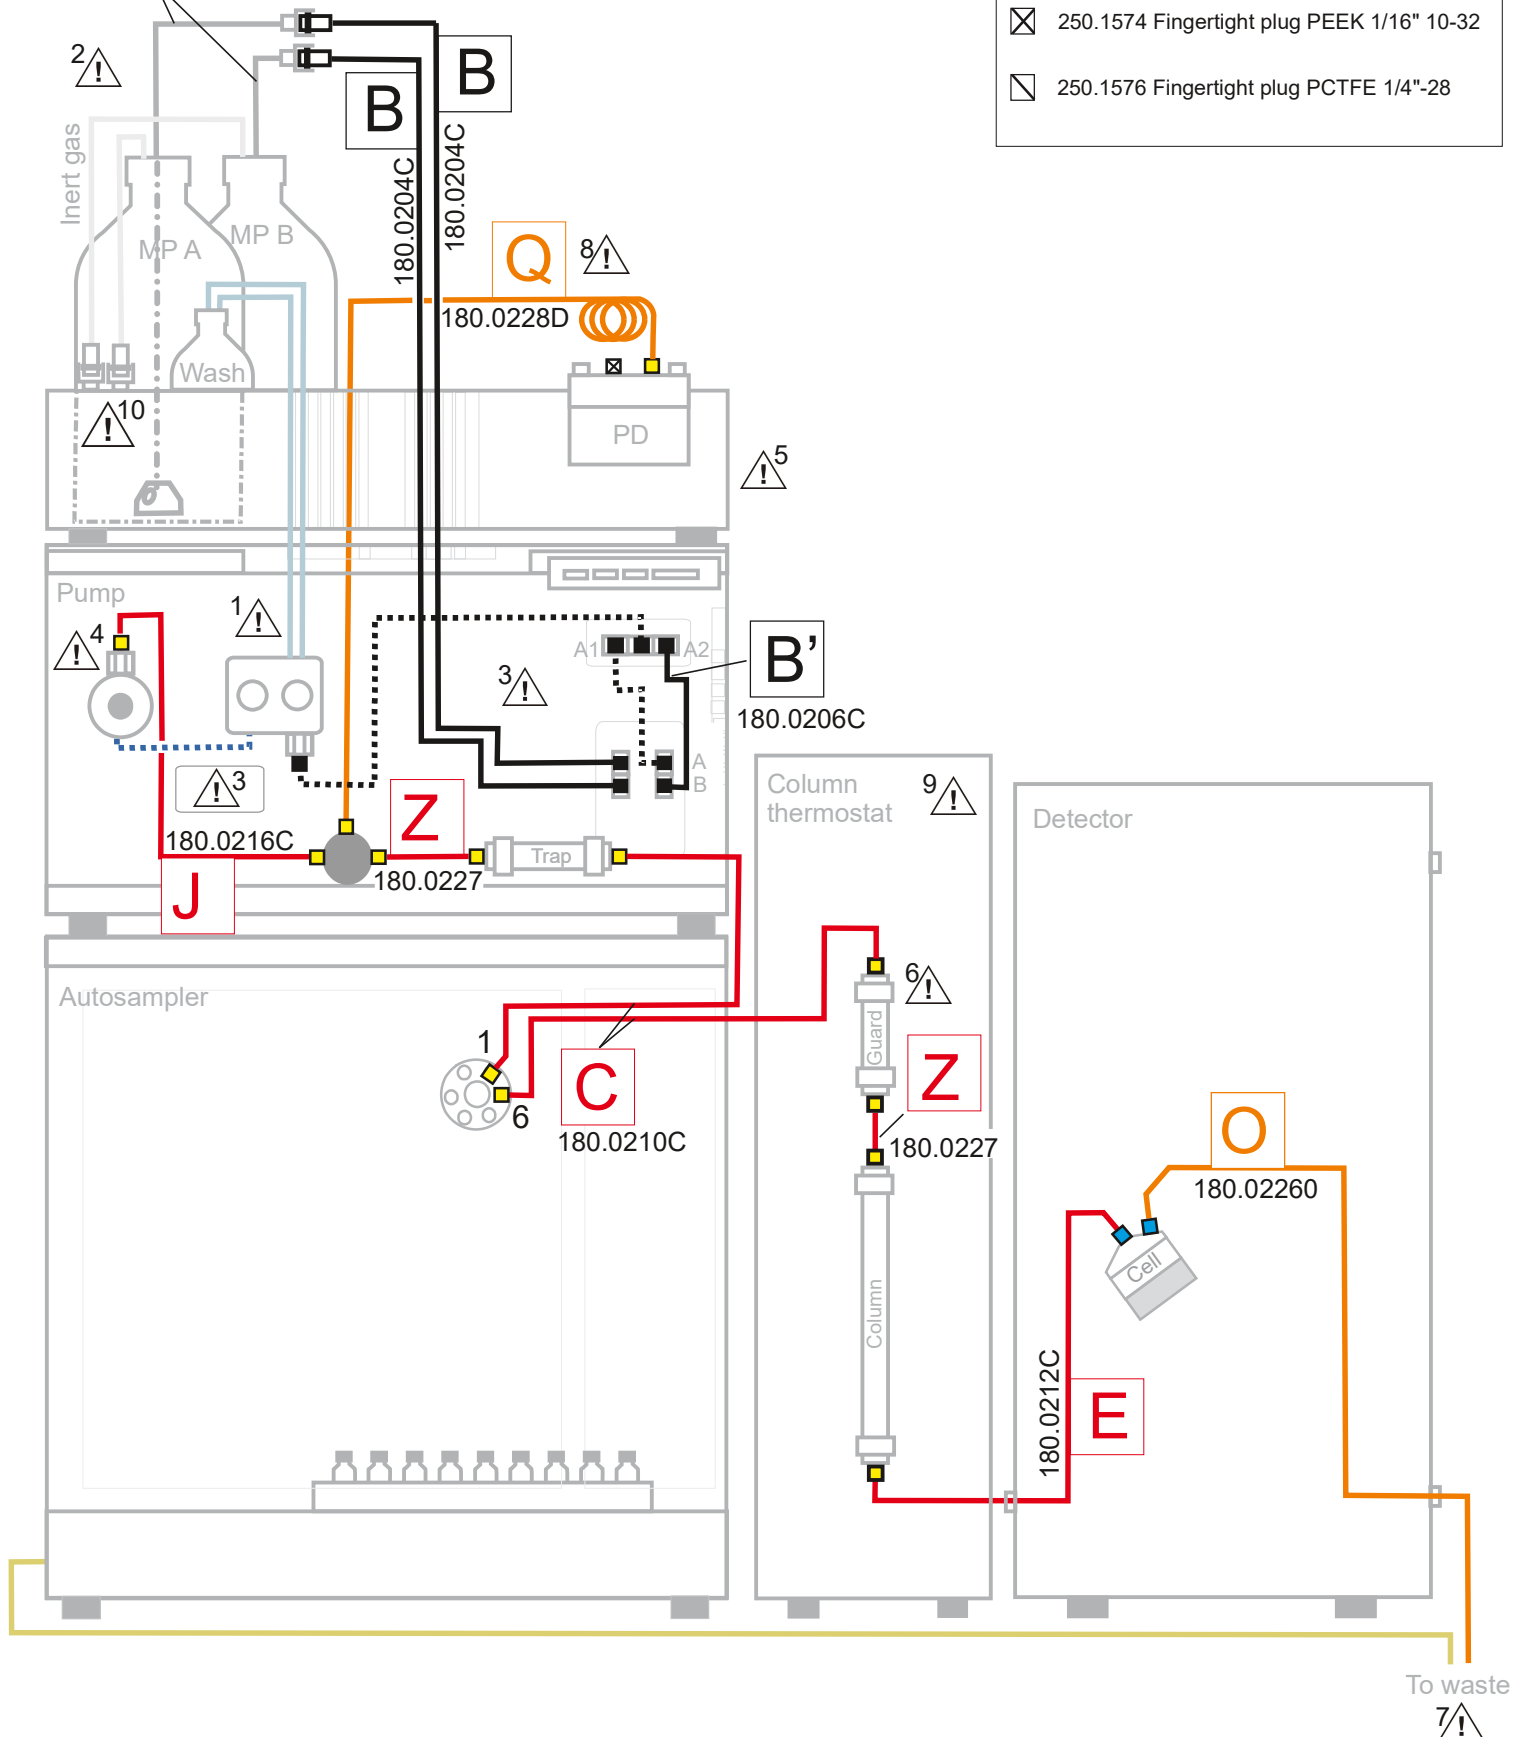 250.1574 Fingertight plug PEEK 1/16" 10-32
250.1576 Fingertight plug PCTFE 1/4"-28
2
!
B
B
Inert gas
180.0204C
180.0204C
MP A
MP B
Q
8
!
180.0228D
Wash
10
!
PD
5
!
Pump
4
!
1
!
A1
A2
B’
3
!
180.0206C
A
B
3
!
Column
thermostat
9
!
Detector
180.0216C
Z
Trap
J
180.0227
Autosampler
6
!
Guard
1
6
C
180.0210C
Z
180.0227
O
180.02260
Cell
Column
180.0212C
E
To waste
7
!